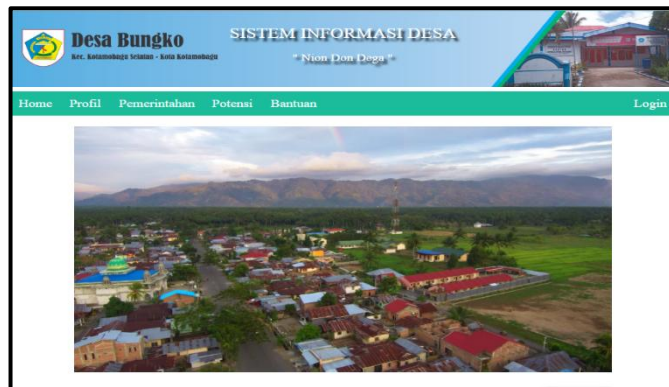 Desa Bungko
Kec. Kotamobagu Selatan - Kota Kotamobagu
SISTEM INFORMASI DESA
" Nion Don Dega "
Home Profil Pemerintahan Potensi Bantuan Login